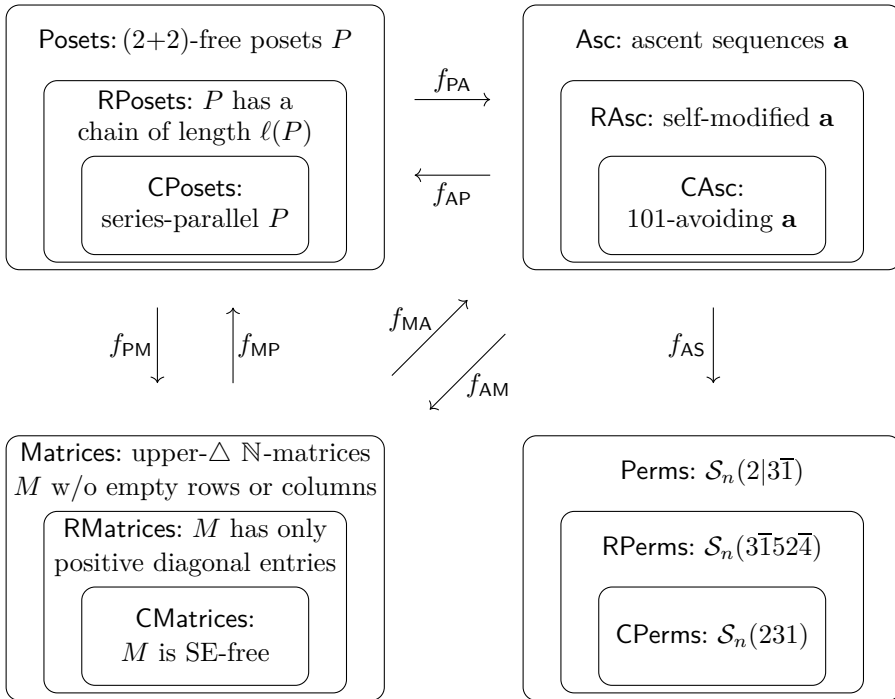 Posets: (2+2)-free posets P
RPosets: P has a
chain of length ℓ(P)
CPosets:
series-parallel P
f_PA
f_AP
Asc: ascent sequences a
RAsc: self-modified a
CAsc:
101-avoiding a
f_PM
f_MP
f_MA
f_AM
f_AS
Matrices: upper-△ ℕ-matrices
M w/o empty rows or columns
RMatrices: M has only
positive diagonal entries
CMatrices:
M is SE-free
Perms: 𝒮_n(2|31̅)
RPerms: 𝒮_n(31̅524̅)
CPerms: 𝒮_n(231)